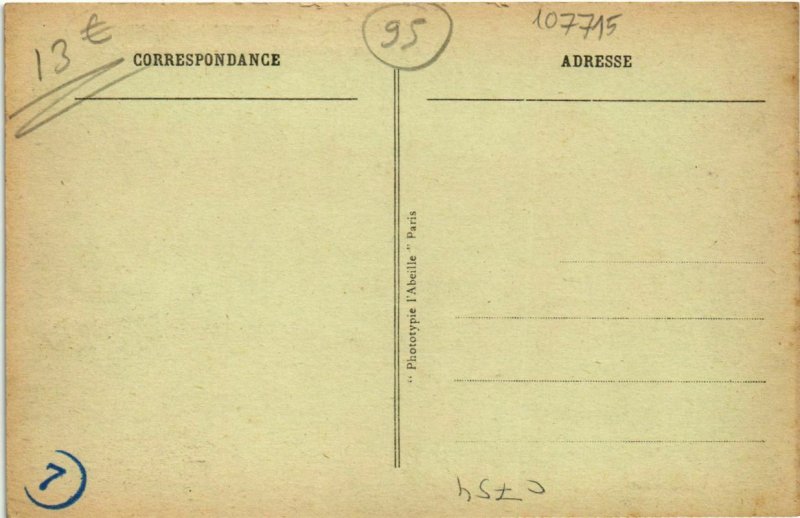 13 €
95
107715
CORRESPONDANCE
ADRESSE
“ Phototypie l'Abeille ” Paris
7